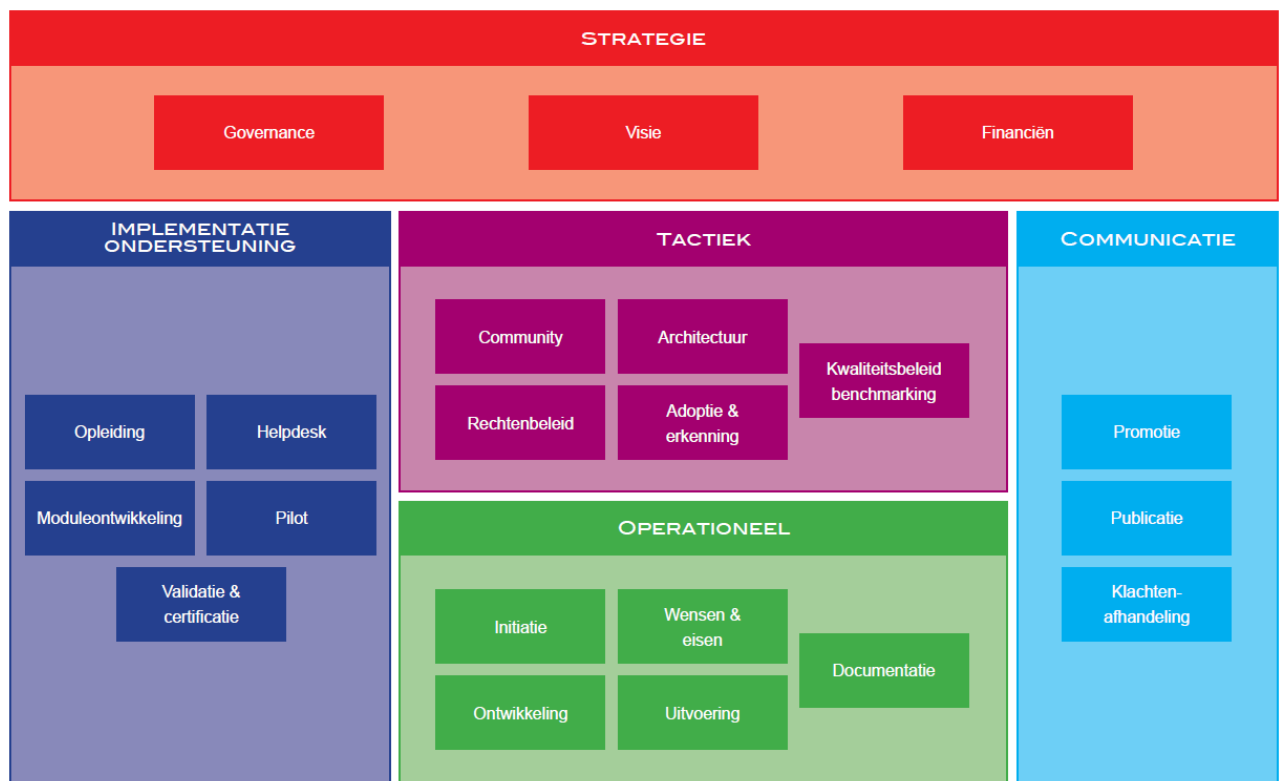 STRATEGIE
Governance
Visie
Financiën
IMPLEMENTATIE
ONDERSTEUNING
Opleiding
Helpdesk
Moduleontwikkeling
Pilot
Validatie &
certificatie
TACTIEK
Community
Architectuur
Rechtenbeleid
Adoptie &
erkenning
Kwaliteitsbeleid
benchmarking
OPERATIONEEL
Initiatie
Wensen &
eisen
Ontwikkeling
Uitvoering
Documentatie
COMMUNICATIE
Promotie
Publicatie
Klachten-
afhandeling